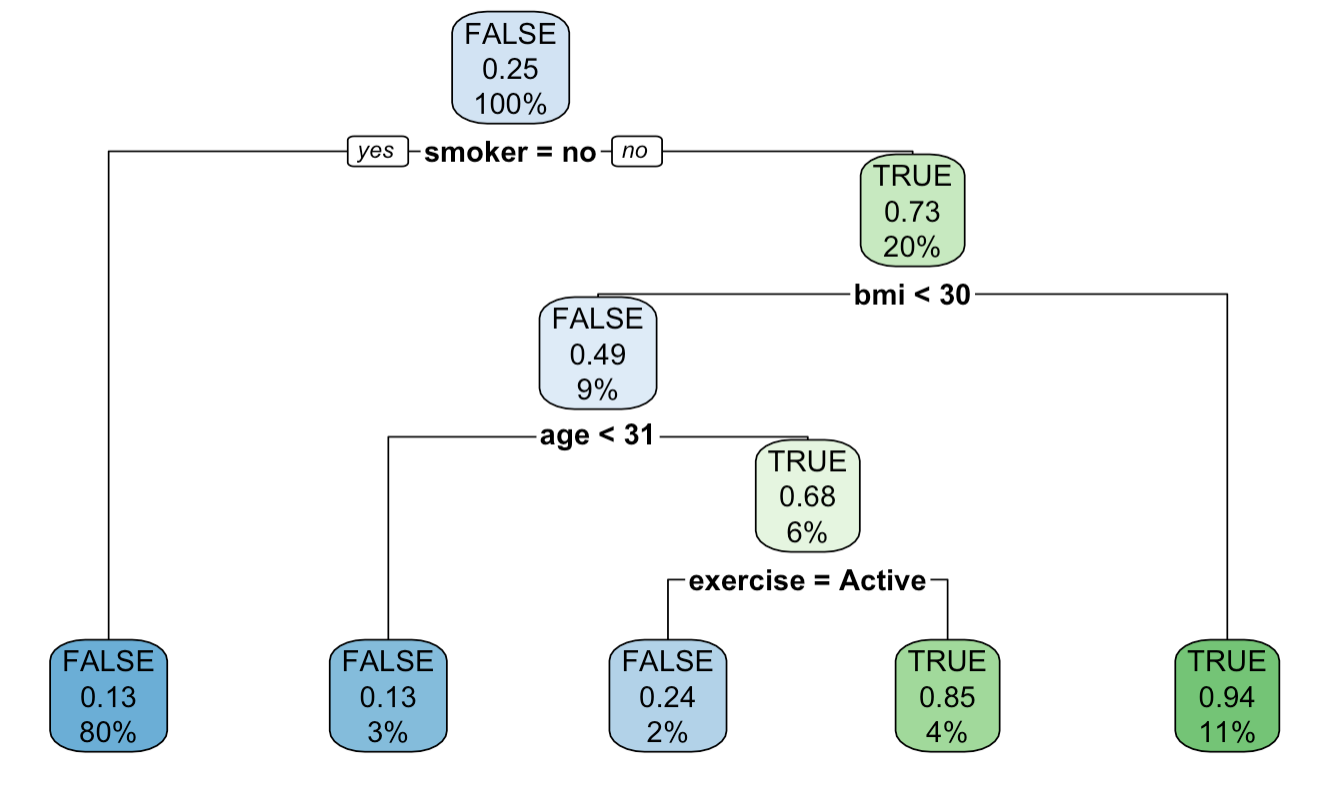 FALSE
0.25
100%
yes smoker = no no
TRUE
0.73
20%
bmi < 30
FALSE
0.49
9%
age < 31
TRUE
0.68
6%
exercise = Active
FALSE
0.13
80%
FALSE
0.13
3%
FALSE
0.24
2%
TRUE
0.85
4%
TRUE
0.94
11%